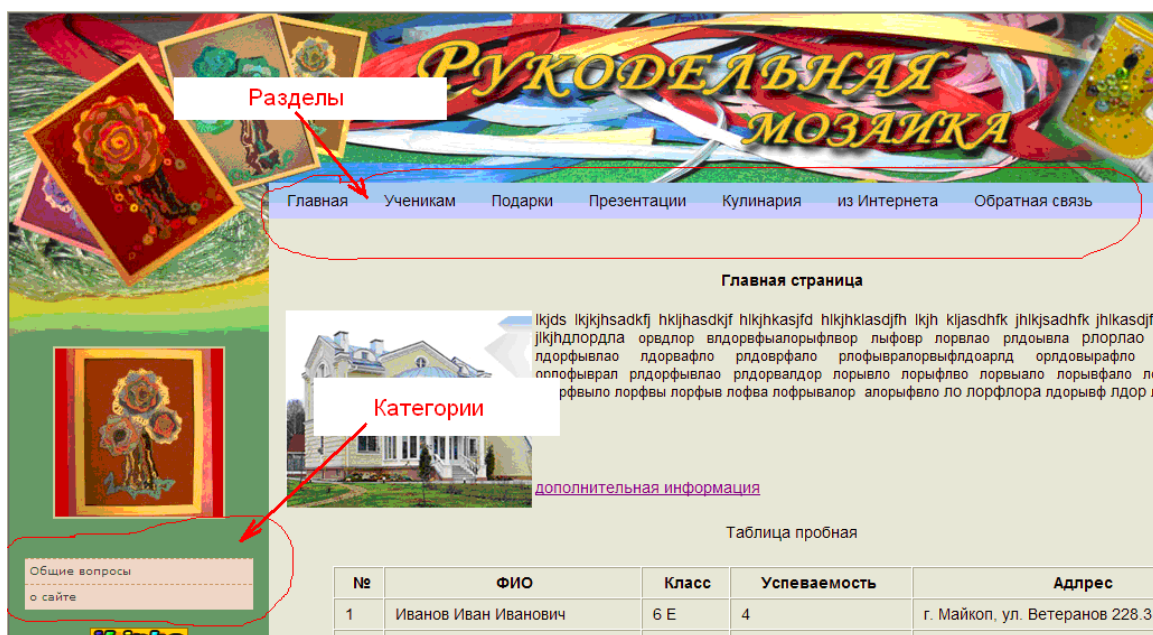 Рукодельная
мозаика
Разделы
Главная Ученикам Подарки Презентации Кулинария из Интернета Обратная связь
Главная страница
lkjds lkjkjhsadkfj hkljhasdkjf hlkjhkasjfd hlkjhklasdjfh lkjh kljasdhfk jhlkjsadhfk jhlkasdjf
jlkjhдлордла орвдлор влдорвфыалорыфлвор лыфовр лорвлао рлдоывла рлорлао
лдорфывлао лдорвафло рлдоврфало рлофывралорвыфлдоарлд орлдовырафло
орлофыврал рлдорфывлао рлдорвалдор лорывло лорыфлво лорвыало лорывфало
лорфвы лорфыв лофва лофрывалор алорыфвло ло лорфлора лдорывф лдор
Категории
дополнительная информация
Таблица пробная
Общие вопросы
о сайте
№ ФИО Класс Успеваемость Адлрес
1 Иванов Иван Иванович 6 Е 4 г. Майкоп, ул. Ветеранов 228.3